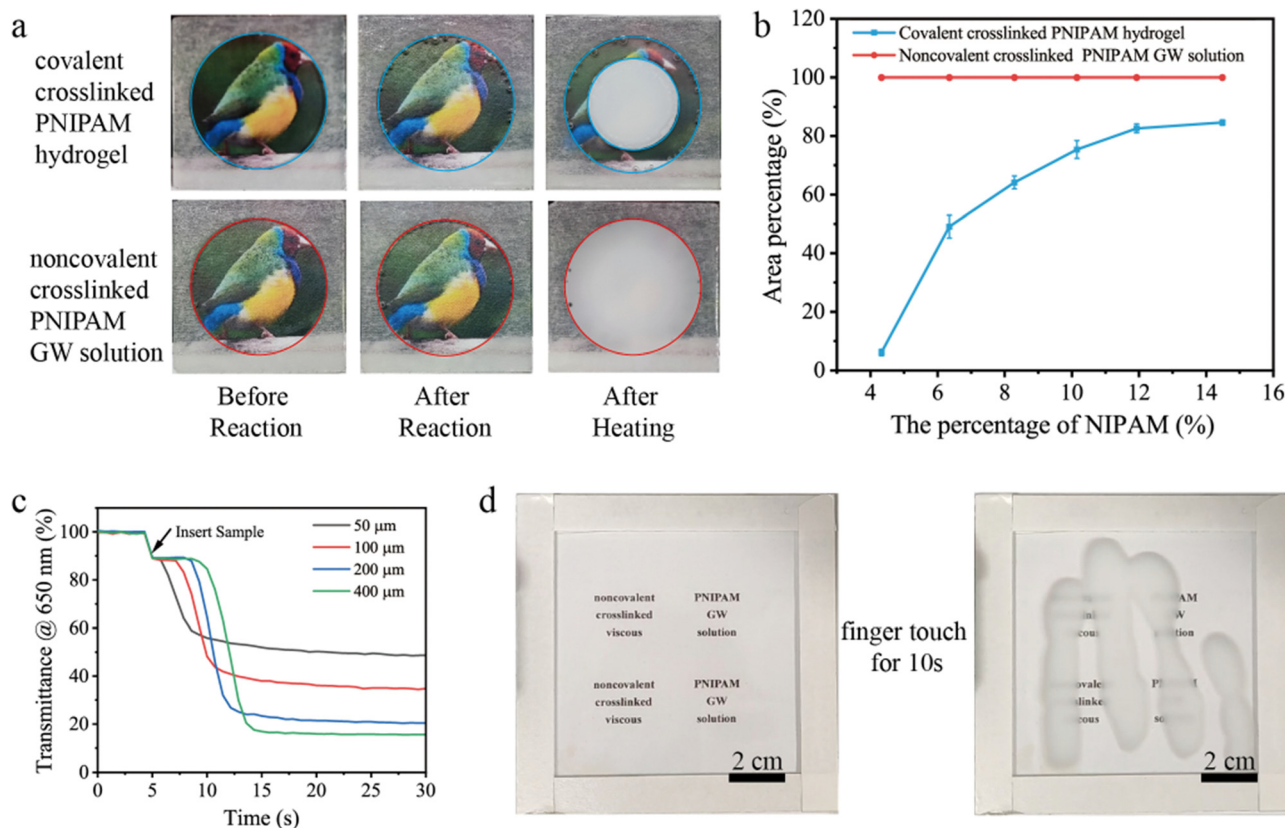 a
covalent
crosslinked
PNIPAM
hydrogel
noncovalent
crosslinked
PNIPAM
GW solution
Before
Reaction
After
Reaction
After
Heating
b
Covalent crosslinked PNIPAM hydrogel
Noncovalent crosslinked PNIPAM GW solution
Area percentage (%)
120
100
80
60
40
20
0
4 6 8 10 12 14 16
The percentage of NIPAM (%)
c
Transmittance @ 650 nm (%)
100
80
60
40
20
0
Insert Sample
50 μm
100 μm
200 μm
400 μm
0 5 10 15 20 25 30
Time (s)
d
noncovalent PNIPAM
crosslinked GW
viscous solution
noncovalent PNIPAM
crosslinked GW
viscous solution
2 cm
finger touch
for 10s
2 cm